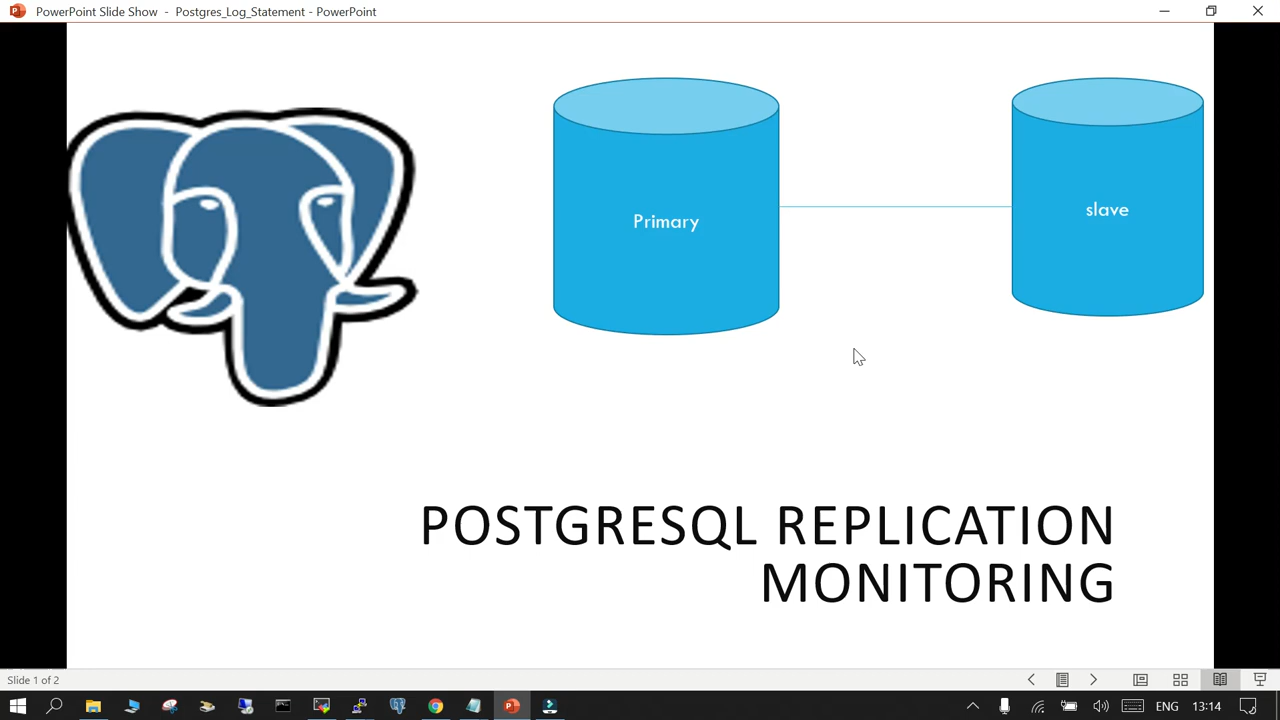 PowerPoint Slide Show - Postgres_Log_Statement - PowerPoint
Primary
slave
POSTGRESQL REPLICATION
MONITORING
Slide 1 of 2
ENG
13:14